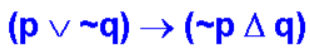 (p ∨ ~q) → (~p Δ q)